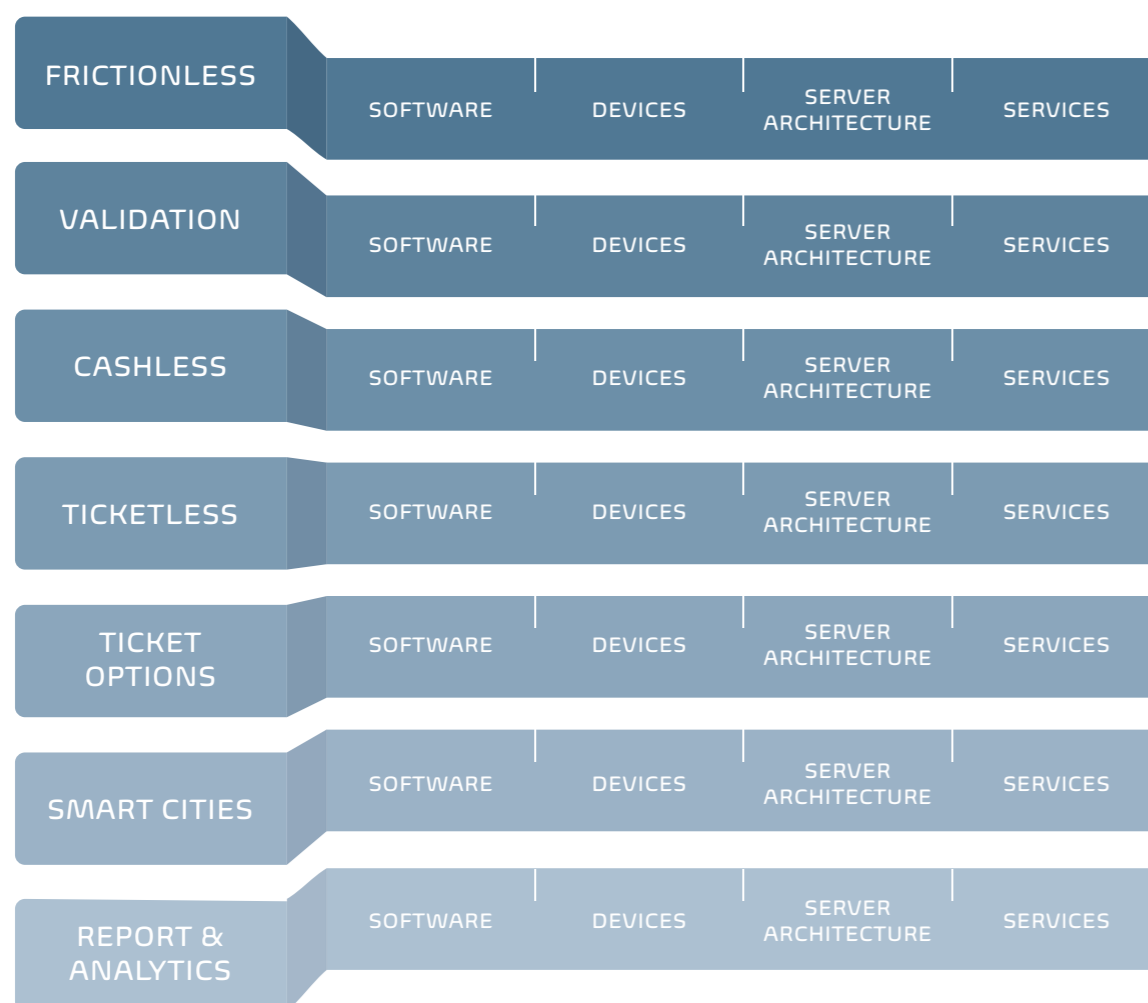 FRICTIONLESS
SOFTWARE
DEVICES
SERVER
ARCHITECTURE
SERVICES
VALIDATION
SOFTWARE
DEVICES
SERVER
ARCHITECTURE
SERVICES
CASHLESS
SOFTWARE
DEVICES
SERVER
ARCHITECTURE
SERVICES
TICKETLESS
SOFTWARE
DEVICES
SERVER
ARCHITECTURE
SERVICES
TICKET
OPTIONS
SOFTWARE
DEVICES
SERVER
ARCHITECTURE
SERVICES
SMART CITIES
SOFTWARE
DEVICES
SERVER
ARCHITECTURE
SERVICES
REPORT &
ANALYTICS
SOFTWARE
DEVICES
SERVER
ARCHITECTURE
SERVICES